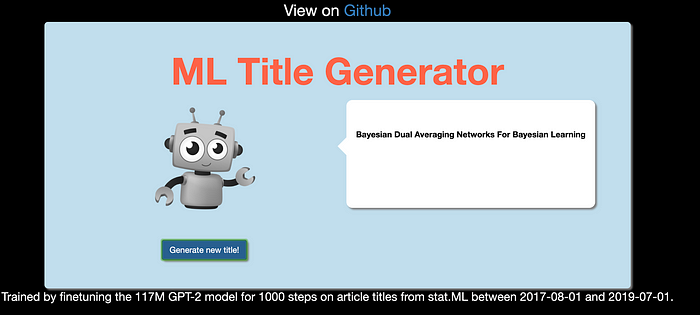 View on Github
ML Title Generator
Bayesian Dual Averaging Networks For Bayesian Learning
Generate new title!
Trained by finetuning the 117M GPT-2 model for 1000 steps on article titles from stat.ML between 2017-08-01 and 2019-07-01.